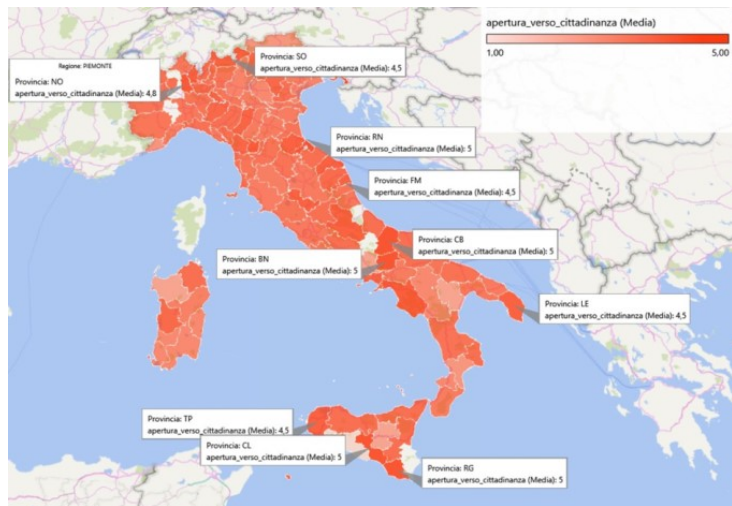 apertura_verso_cittadinanza (Media)
1,00 5,00
Provincia: SO
apertura_verso_cittadinanza (Media): 4,5
Regione: PIEMONTE
Provincia: NO
apertura_verso_cittadinanza (Media): 4,8
Provincia: RN
apertura_verso_cittadinanza (Media): 5
Provincia: FM
apertura_verso_cittadinanza (Media): 4,5
Provincia: CB
apertura_verso_cittadinanza (Media): 5
Provincia: BN
apertura_verso_cittadinanza (Media): 5
Provincia: LE
apertura_verso_cittadinanza (Media): 4,5
Provincia: TP
apertura_verso_cittadinanza (Media): 4,5
Provincia: CL
apertura_verso_cittadinanza (Media): 5
Provincia: RG
apertura_verso_cittadinanza (Media): 5